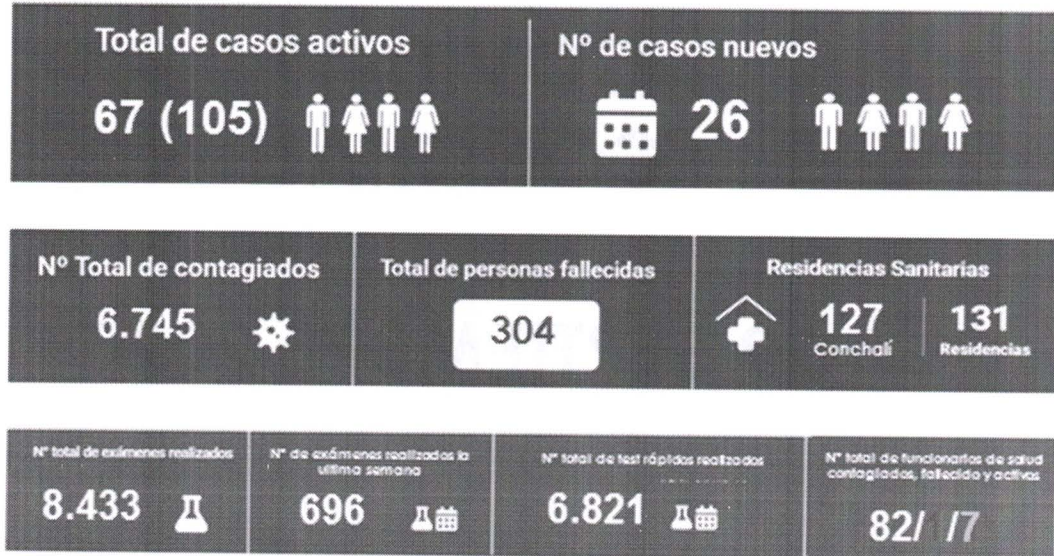 Total de casos activos
67 (105)
Nº de casos nuevos
26
Nº Total de contagiados
6.745
Total de personas fallecidas
304
Residencias Sanitarias
127
Conchalí
131
Residencias
N° total de exámenes realizados
8.433
N° de exámenes realizados la
ultima semana
696
N° total de test rápidos realizados
6.821
N° total de funcionarios de salud
contagiados, fallecido y activos
82/ /7